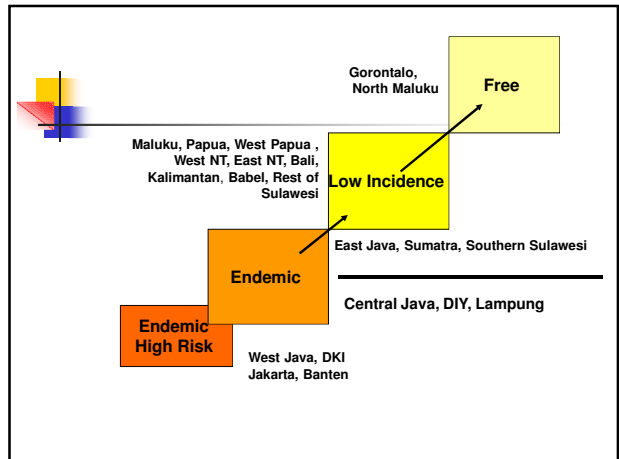 Gorontalo,
North Maluku
Free
Maluku, Papua, West Papua ,
West NT, East NT, Bali,
Kalimantan, Babel, Rest of
Sulawesi
Low Incidence
East Java, Sumatra, Southern Sulawesi
Endemic
Central Java, DIY, Lampung
Endemic
High Risk
West Java, DKI
Jakarta, Banten